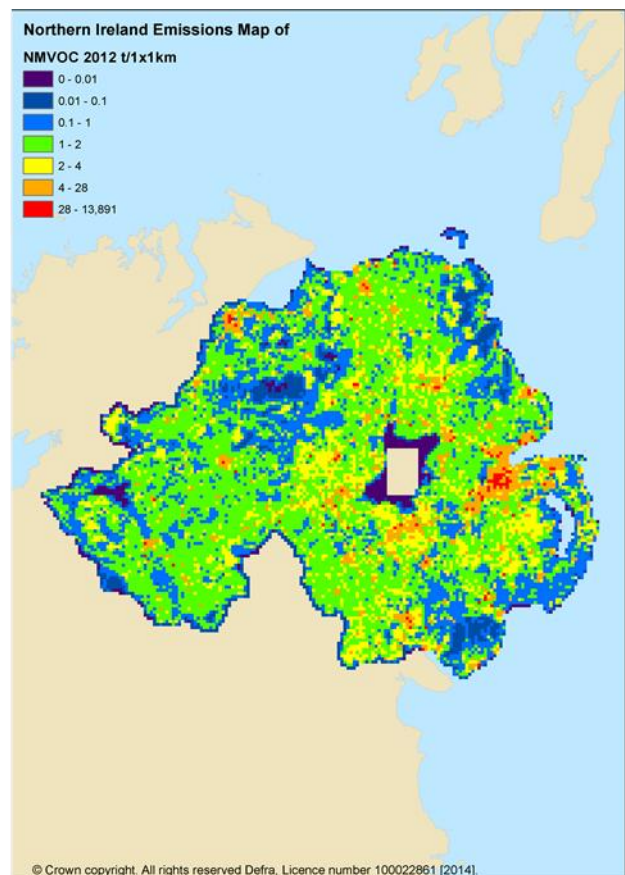 Northern Ireland Emissions Map of
NMVOC 2012 t/1x1km
0 - 0.01
0.01 - 0.1
0.1 - 1
1 - 2
2 - 4
4 - 28
28 - 13,891
© Crown copyright. All rights reserved Defra, Licence number 100022861 [2014].